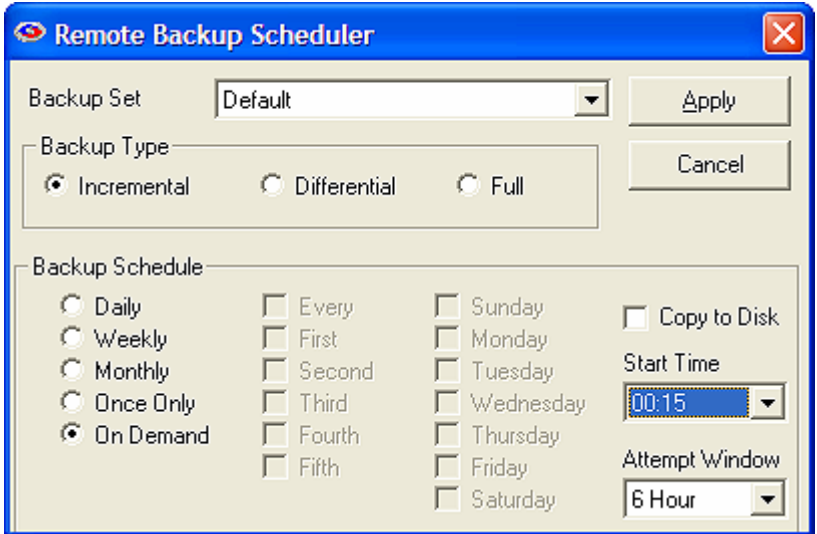 Remote Backup Scheduler
Backup Set
Default
Apply
Backup Type
Incremental
Differential
Full
Cancel
Backup Schedule
Daily
Weekly
Monthly
Once Only
On Demand
Every
First
Second
Third
Fourth
Fifth
Sunday
Monday
Tuesday
Wednesday
Thursday
Friday
Saturday
Copy to Disk
Start Time
00:15
Attempt Window
6 Hour